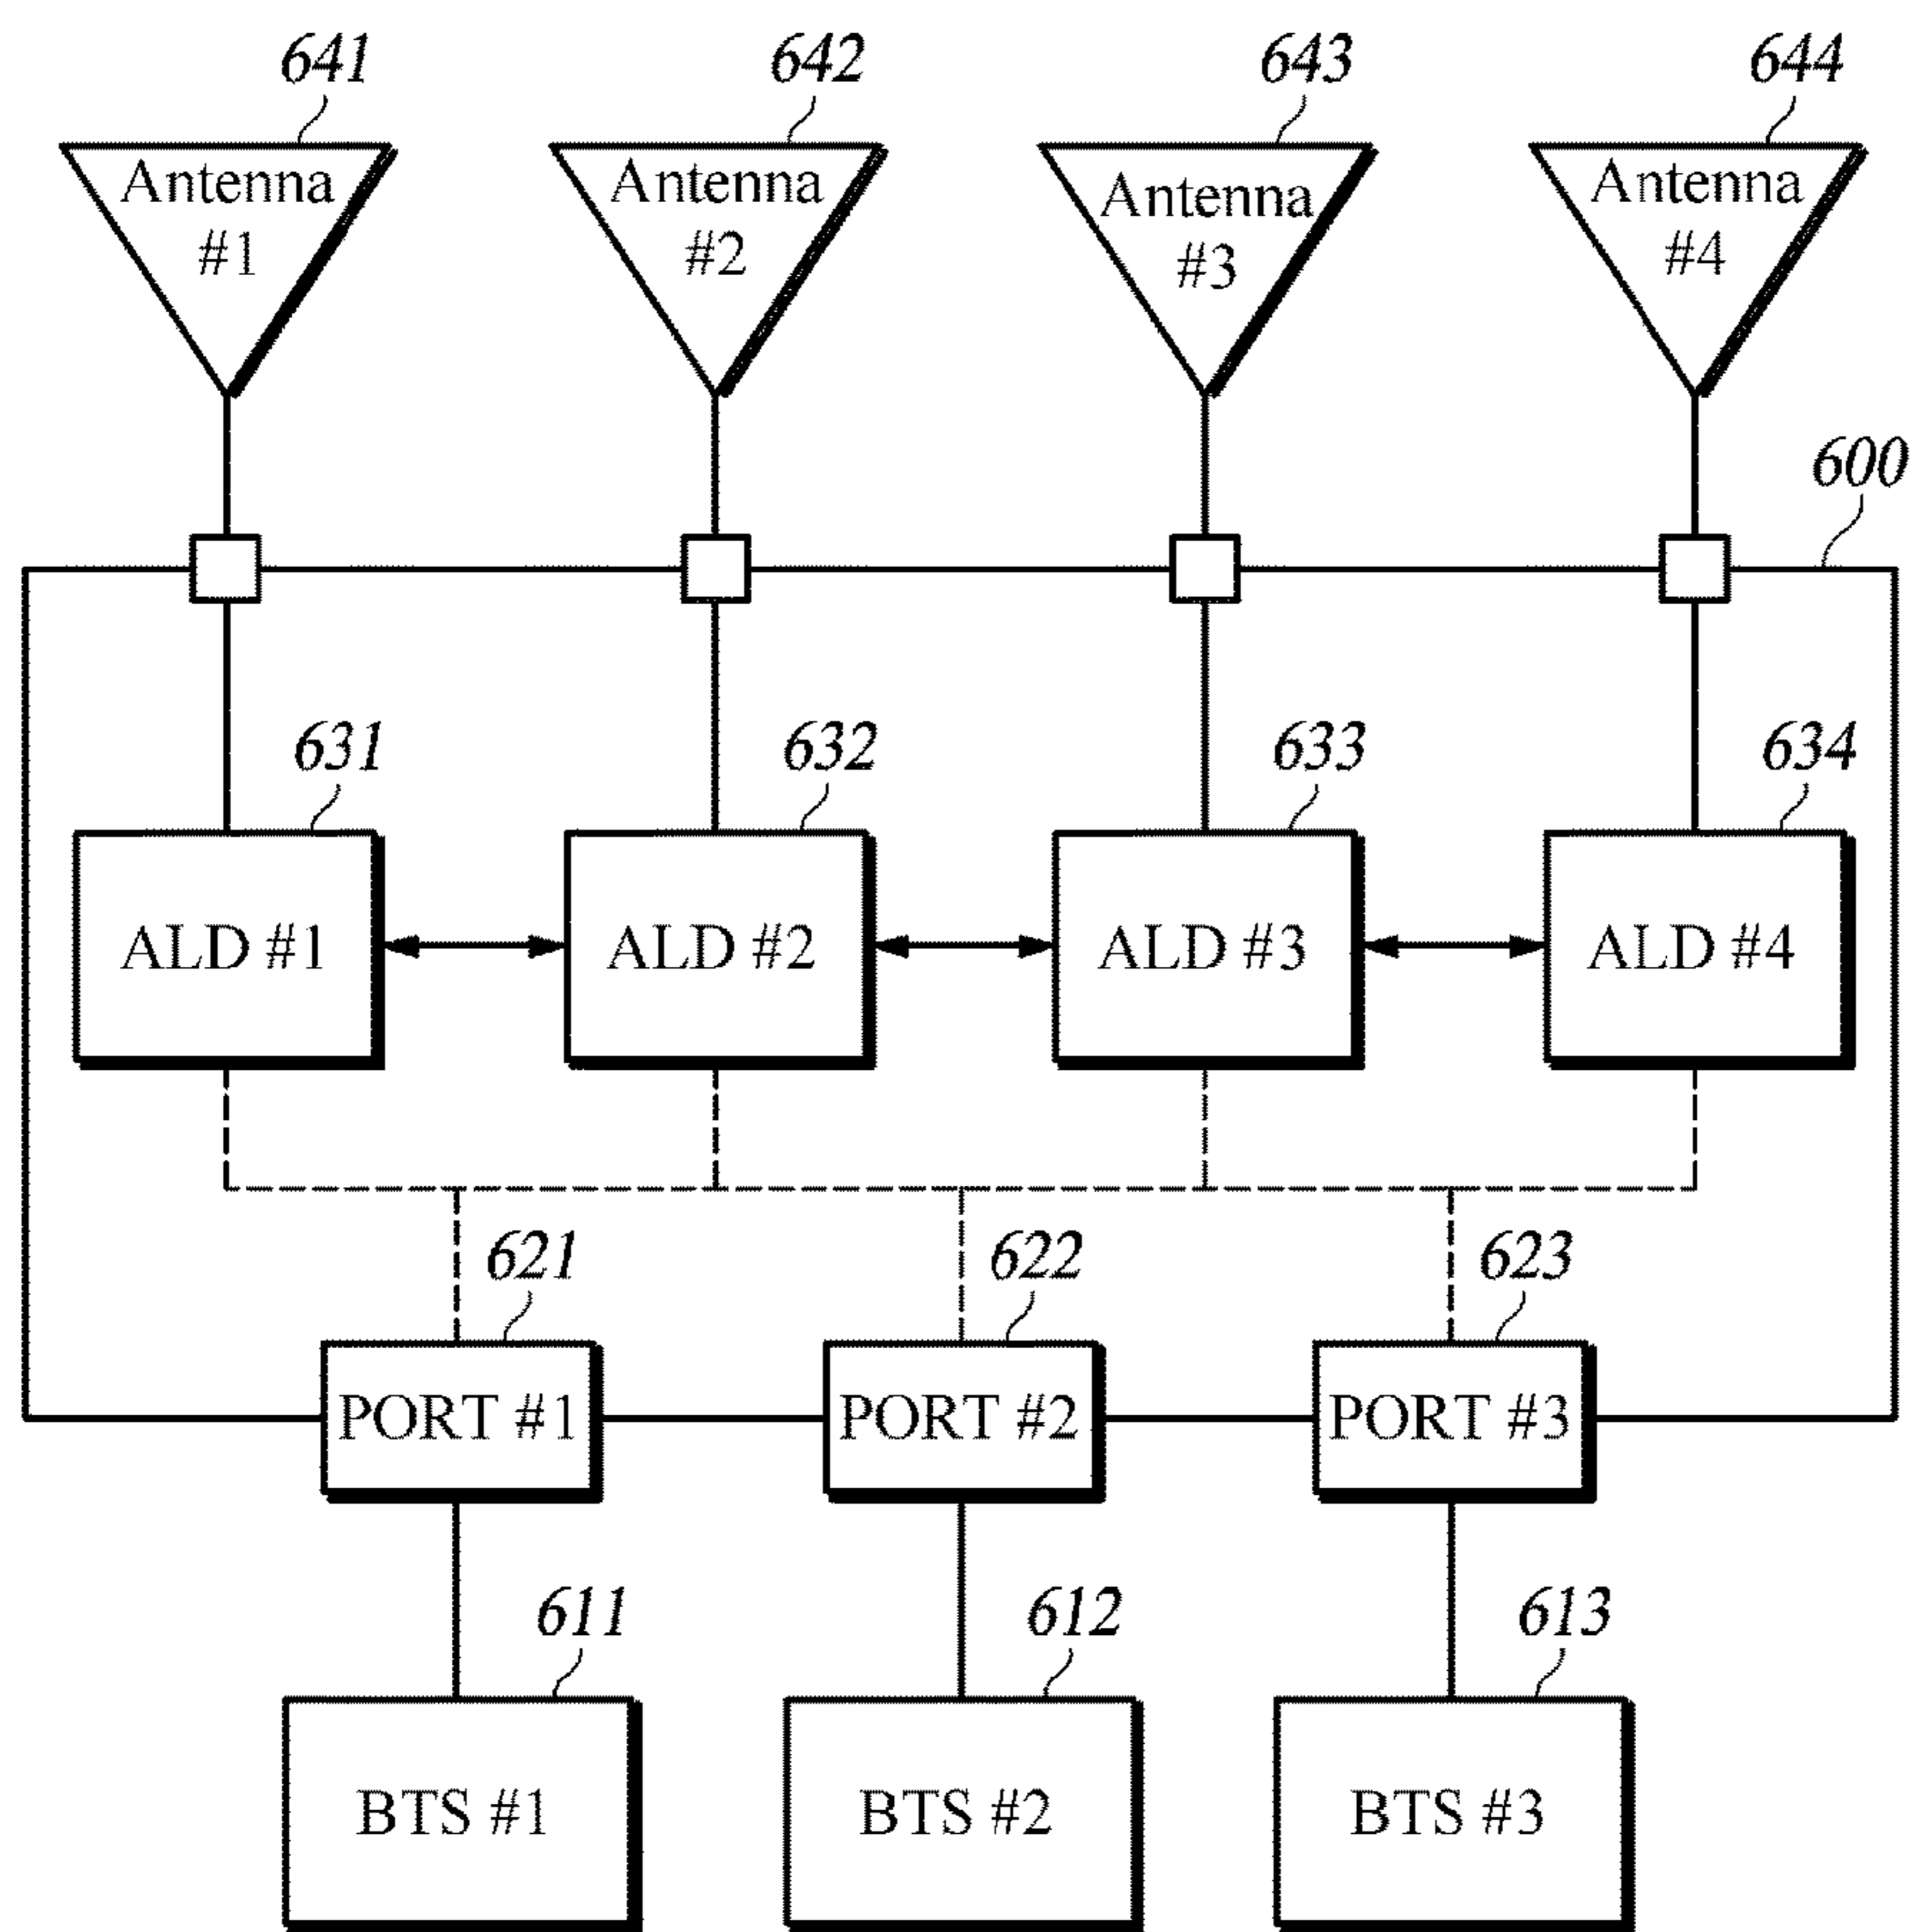 641 642 643 644
Antenna Antenna Antenna Antenna
#1 #2 #3 #4
600
631 632 633 634
ALD #1 ALD #2 ALD #3 ALD #4
621 622 623
PORT #1 PORT #2 PORT #3
611 612 613
BTS #1 BTS #2 BTS #3